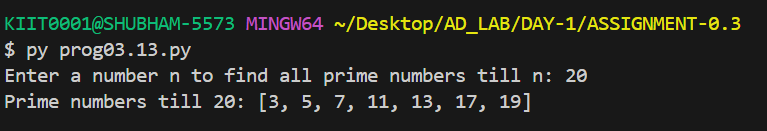 KIIT0001@SHUBHAM-5573 MINGW64 ~/Desktop/AD_LAB/DAY-1/ASSIGNMENT-0.3
$ py prog03.13.py
Enter a number n to find all prime numbers till n: 20
Prime numbers till 20: [3, 5, 7, 11, 13, 17, 19]